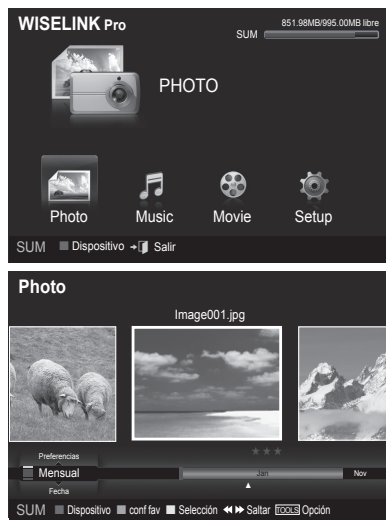 WISELINK Pro
851.98MB/995.00MB libre
SUM
PHOTO
Photo Music Movie Setup
SUM Dispositivo Salir
Photo
Image001.jpg
Preferencias
Mensual
Jan Nov
Fecha
SUM Dispositivo conf fav Selección Saltar TOOLS Opción